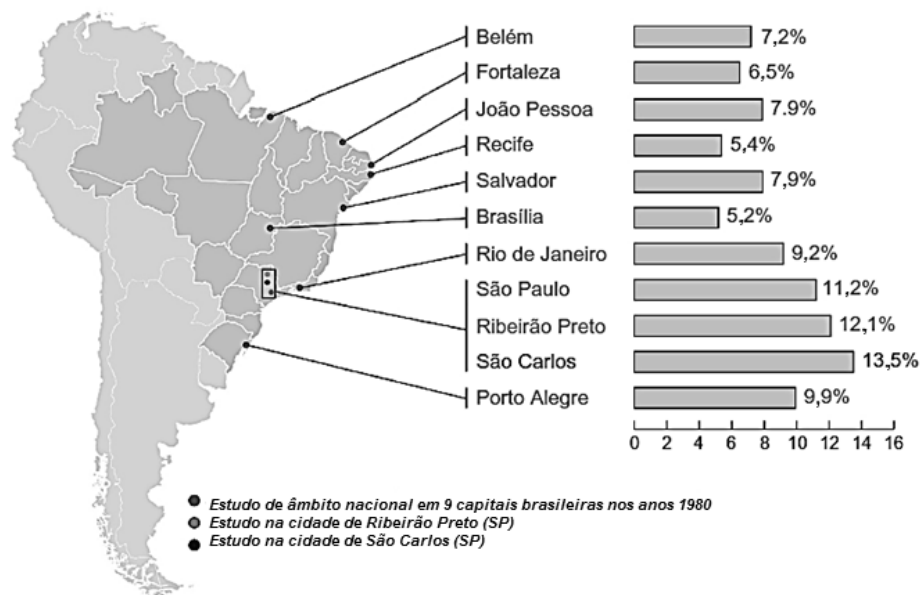 Belém 7,2%
Fortaleza 6,5%
João Pessoa 7.9%
Recife 5,4%
Salvador 7,9%
Brasília 5,2%
Rio de Janeiro 9,2%
São Paulo 11,2%
Ribeirão Preto 12,1%
São Carlos 13,5%
Porto Alegre 9,9%
0 2 4 6 8 10 12 14 16
Estudo de âmbito nacional em 9 capitais brasileiras nos anos 1980
Estudo na cidade de Ribeirão Preto (SP)
Estudo na cidade de São Carlos (SP)